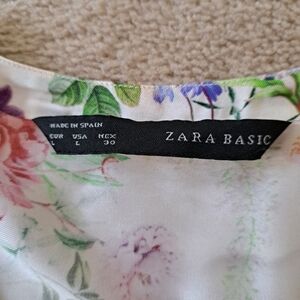 MADE IN SPAIN
EUR USA MEX
L L 30
ZARA BASIC